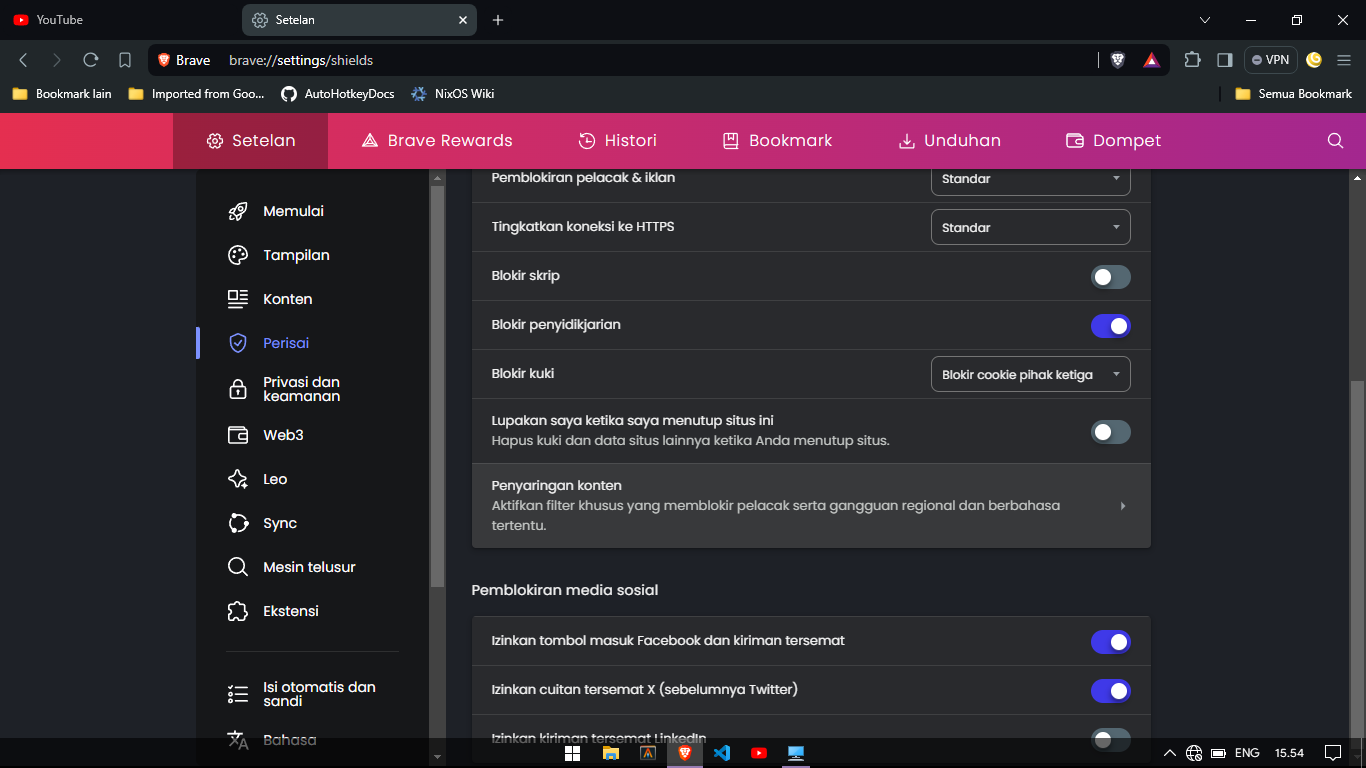 YouTube
Setelan
Brave
brave://settings/shields
VPN
Bookmark lain
Imported from Goo...
AutoHotkeyDocs
NixOS Wiki
Semua Bookmark
Setelan
Brave Rewards
Histori
Bookmark
Unduhan
Dompet
Memulai
Tampilan
Konten
Perisai
Privasi dan
keamanan
Web3
Leo
Sync
Mesin telusur
Ekstensi
Isi otomatis dan
sandi
Bahasa
Pemblokiran pelacak & iklan
Standar
Tingkatkan koneksi ke HTTPS
Standar
Blokir skrip
Blokir penyidikjarian
Blokir kuki
Blokir cookie pihak ketiga
Lupakan saya ketika saya menutup situs ini
Hapus kuki dan data situs lainnya ketika Anda menutup situs.
Penyaringan konten
Aktifkan filter khusus yang memblokir pelacak serta gangguan regional dan berbahasa
tertentu.
Pemblokiran media sosial
Izinkan tombol masuk Facebook dan kiriman tersemat
Izinkan cuitan tersemat X (sebelumnya Twitter)
Izinkan kiriman tersemat LinkedIn
ENG
15.54